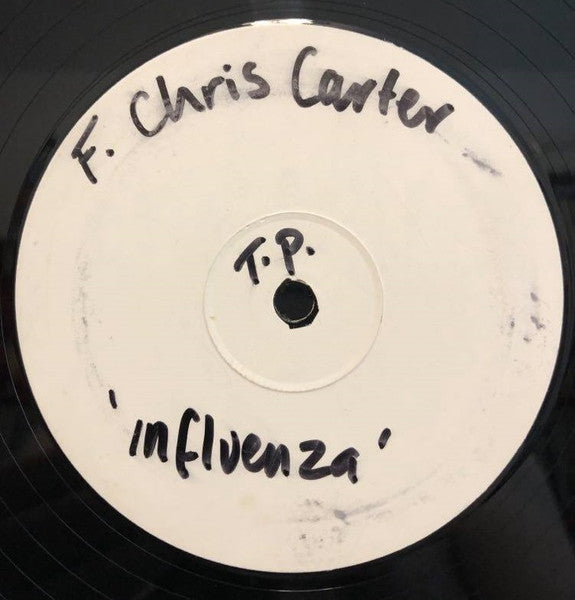 F. Chris Carter
T.P.
'influenza'